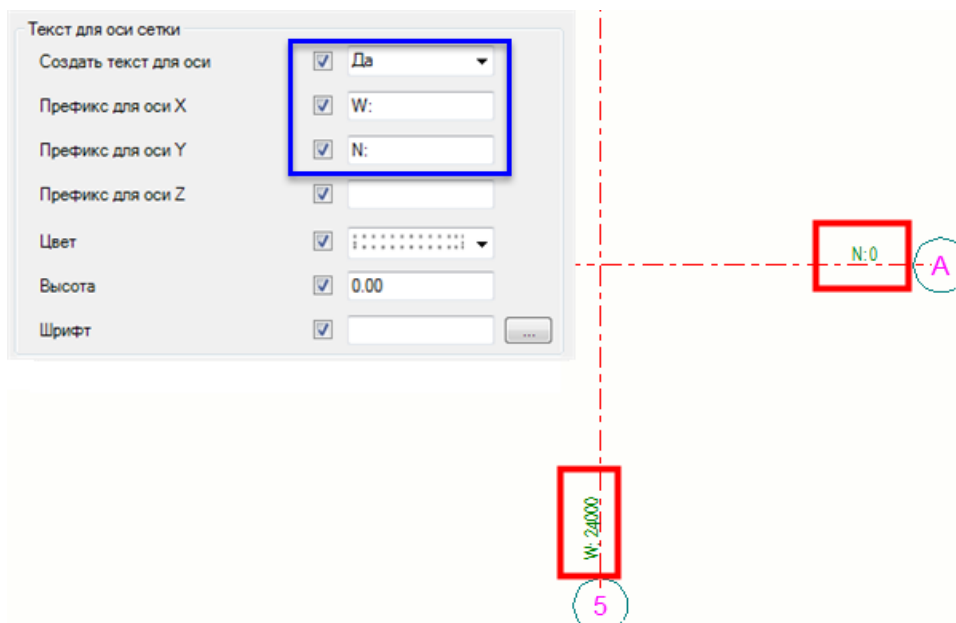 Текст для оси сетки
Создать текст для оси Да
Префикс для оси X W:
Префикс для оси Y N:
Префикс для оси Z
Цвет
Высота 0.00
Шрифт ...
N:0
A
W: 24000
5